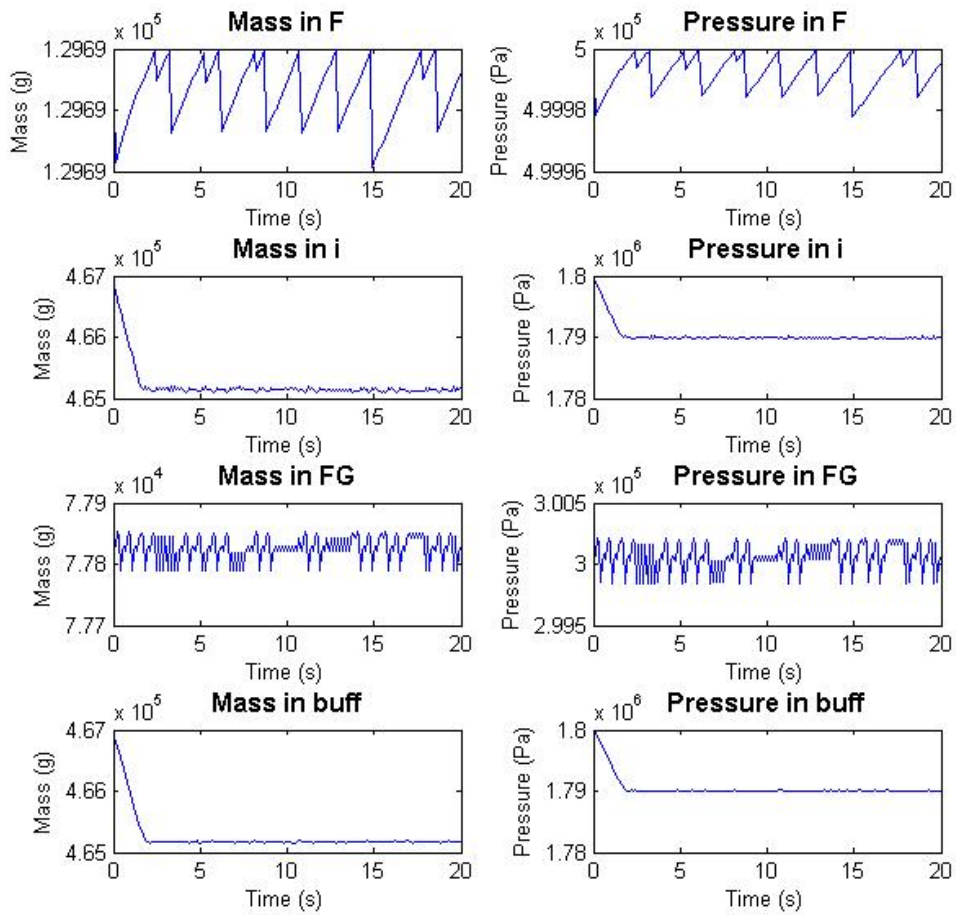 Mass in F
x 10^5
1.2969
1.2969
1.2969
Mass (g)
0 5 10 15 20
Time (s)
Pressure in F
x 10^5
5
4.9998
4.9996
Pressure (Pa)
0 5 10 15 20
Time (s)
Mass in i
x 10^5
4.67
4.66
4.65
Mass (g)
0 5 10 15 20
Time (s)
Pressure in i
x 10^6
1.8
1.79
1.78
Pressure (Pa)
0 5 10 15 20
Time (s)
Mass in FG
x 10^4
7.79
7.78
7.77
Mass (g)
0 5 10 15 20
Time (s)
Pressure in FG
x 10^5
3.005
3
2.995
Pressure (Pa)
0 5 10 15 20
Time (s)
Mass in buff
x 10^5
4.67
4.66
4.65
Mass (g)
0 5 10 15 20
Time (s)
Pressure in buff
x 10^6
1.8
1.79
1.78
Pressure (Pa)
0 5 10 15 20
Time (s)